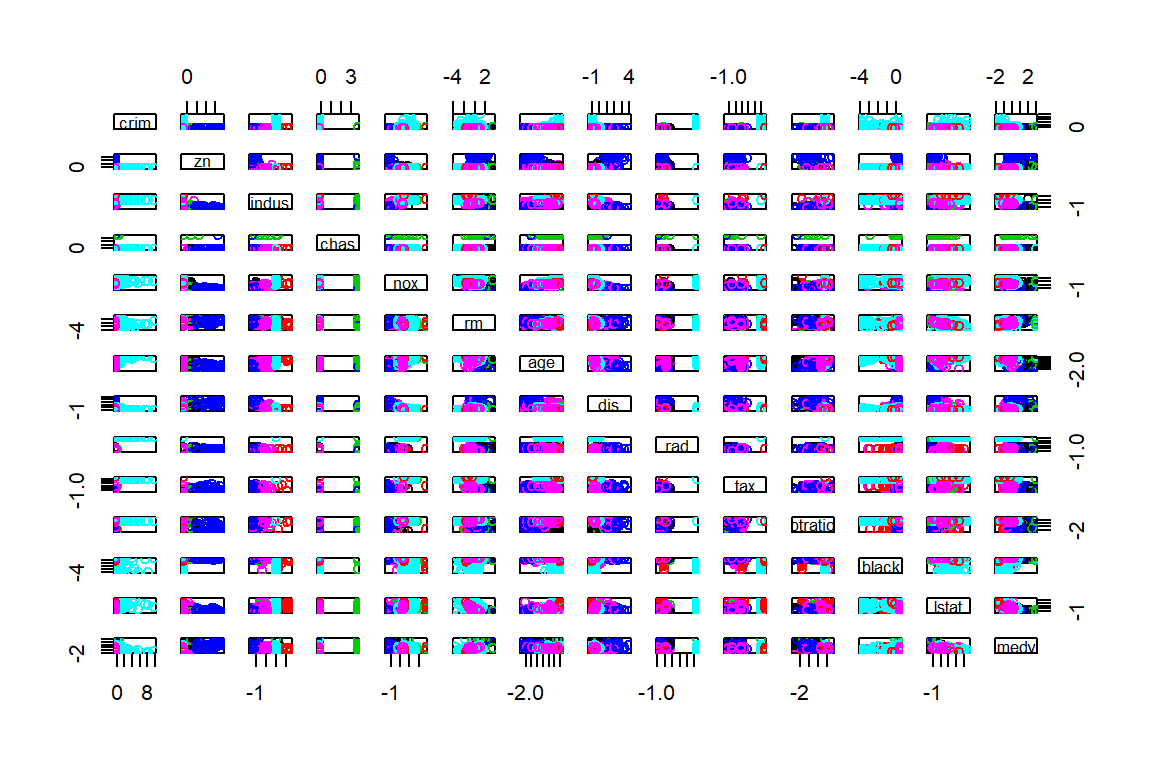 0 0 3 -4 2 -1 4 -1.0 -4 0 -2 2
crim 0
0 zn
indus -1
0 chas
nox -1
-4 rm
age -2.0
-1 dis
rad -1.0
-1.0 tax
ptratio -2
-4 black
lstat -1
-2 medv
0 8 -1 -1 -2.0 -1.0 -2 -1